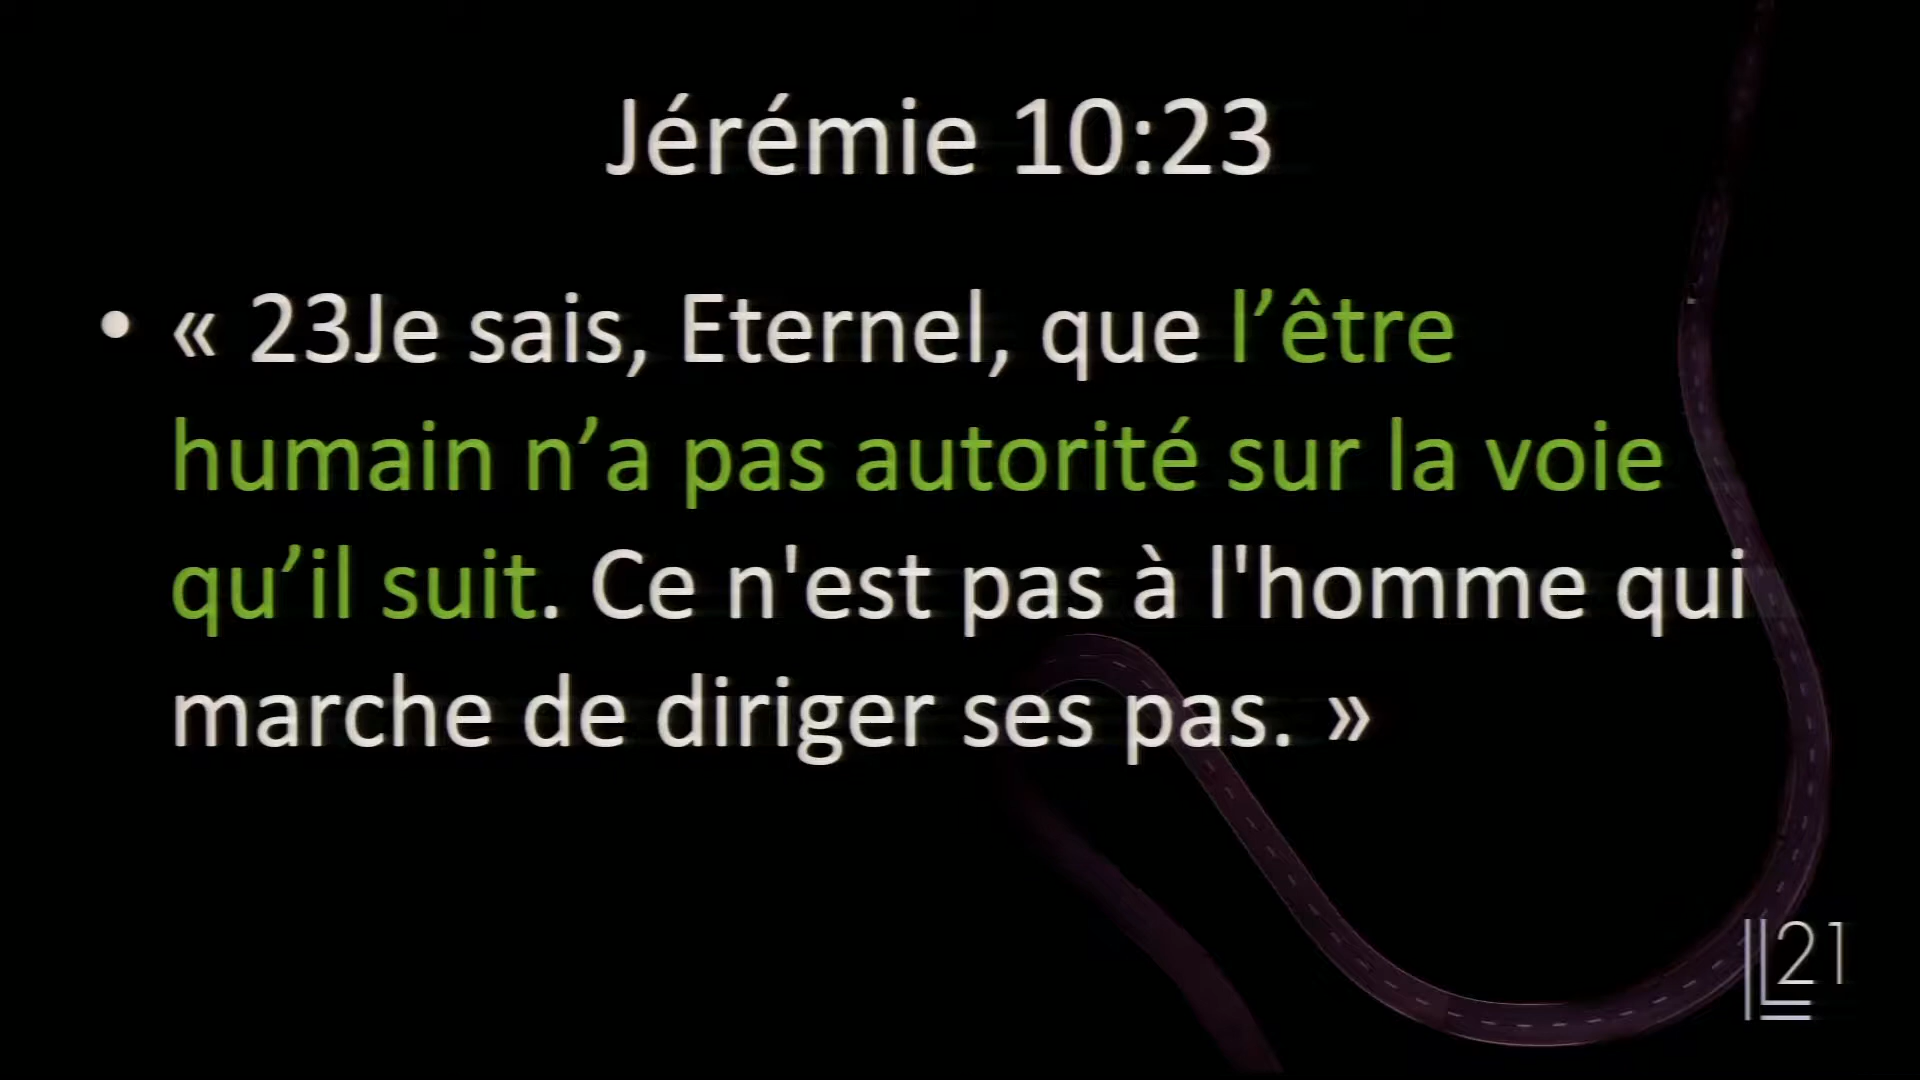 Jérémie 10:23
• « 23Je sais, Eternel, que l’être
humain n’a pas autorité sur la voie
qu’il suit. Ce n'est pas à l'homme qui
marche de diriger ses pas. »
L21